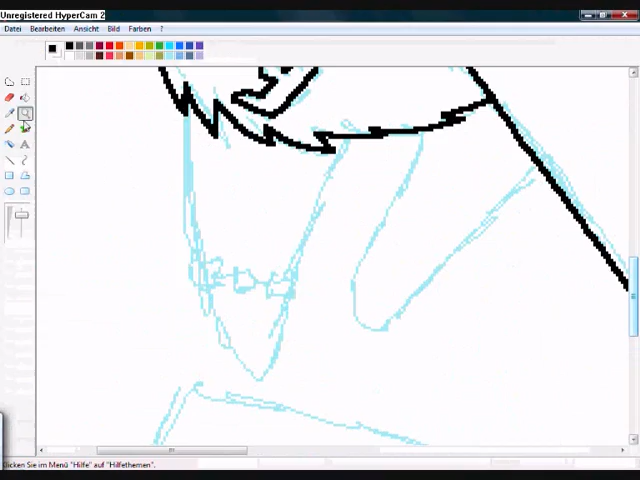 Unregistered HyperCam 2
Datei Bearbeiten Ansicht Bild Farben ?
A
Klicken Sie im Menü "Hilfe" auf "Hilfethemen".